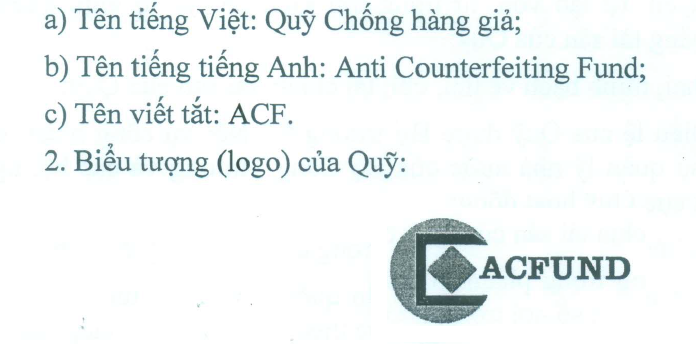 a) Tên tiếng Việt: Quỹ Chống hàng giả;
b) Tên tiếng tiếng Anh: Anti Counterfeiting Fund;
c) Tên viết tắt: ACF.
2. Biểu tượng (logo) của Quỹ:
ACFUND